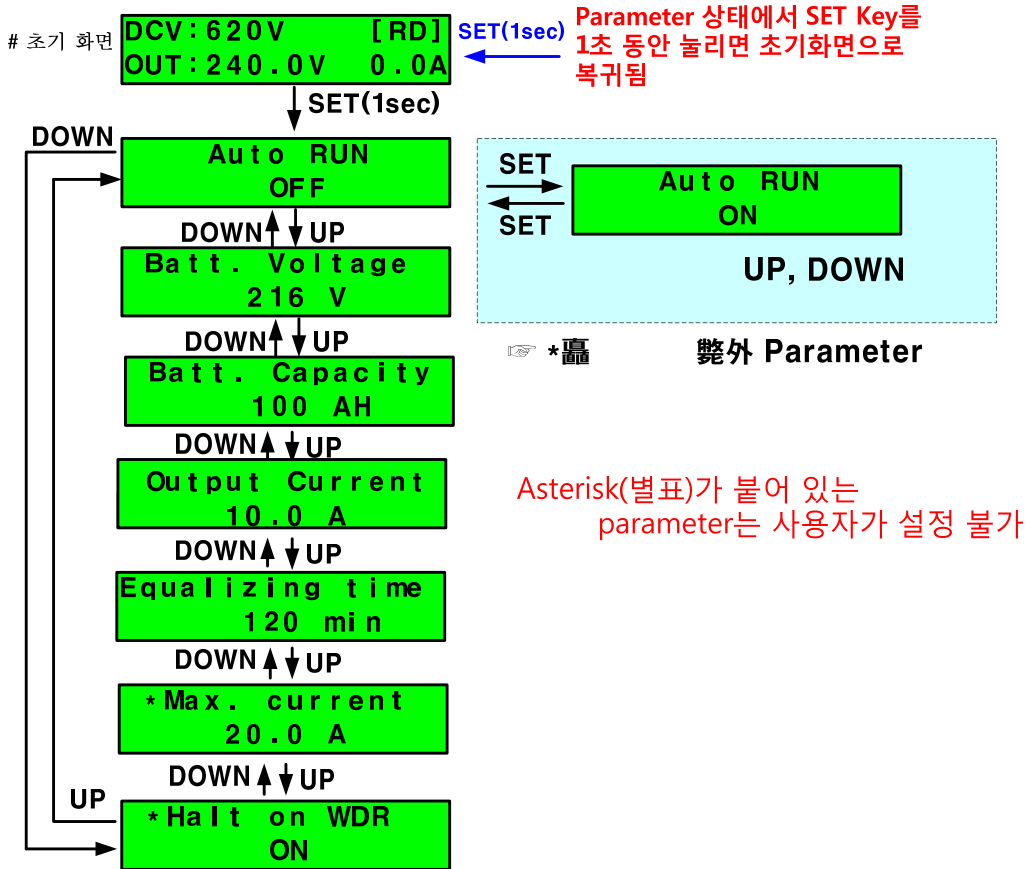 # 초기 화면
DCV:620V [RD]
OUT:240.0V 0.0A
SET(1sec)
Parameter 상태에서 SET Key를
1초 동안 눌리면 초기화면으로
복귀됨
SET(1sec)
DOWN
Auto RUN
OFF
SET
SET
Auto RUN
ON
UP, DOWN
DOWN UP
Batt. Voltage
216 V
DOWN UP
☞ *畾 斃外 Parameter
Batt. Capacity
100 AH
DOWN UP
Output Current
10.0 A
Asterisk(별표)가 붙어 있는
parameter는 사용자가 설정 불가
DOWN UP
Equalizing time
120 min
DOWN UP
*Max. current
20.0 A
DOWN UP
UP
*Halt on WDR
ON